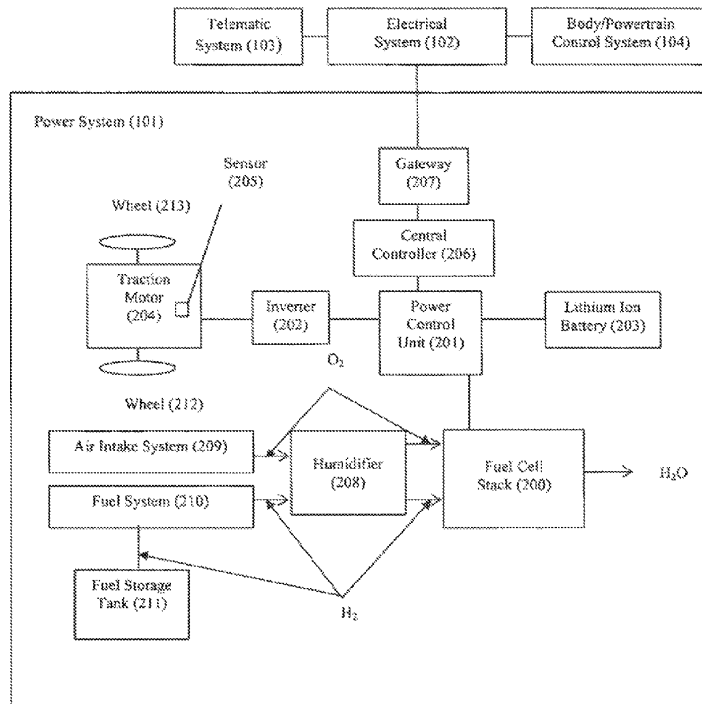 Telematic
System (103)
Electrical
System (102)
Body/Powertrain
Control System (104)
Power System (101)
Sensor
(205)
Gateway
(207)
Wheel (213)
Central
Controller (206)
Traction
Motor
(204)
Inverter
(202)
Power
Control
Unit (201)
Lithium Ion
Battery (203)
O2
Wheel (212)
Air Intake System (209)
Humidifier
(208)
Fuel Cell
Stack (200)
H2O
Fuel System (210)
Fuel Storage
Tank (211)
H2